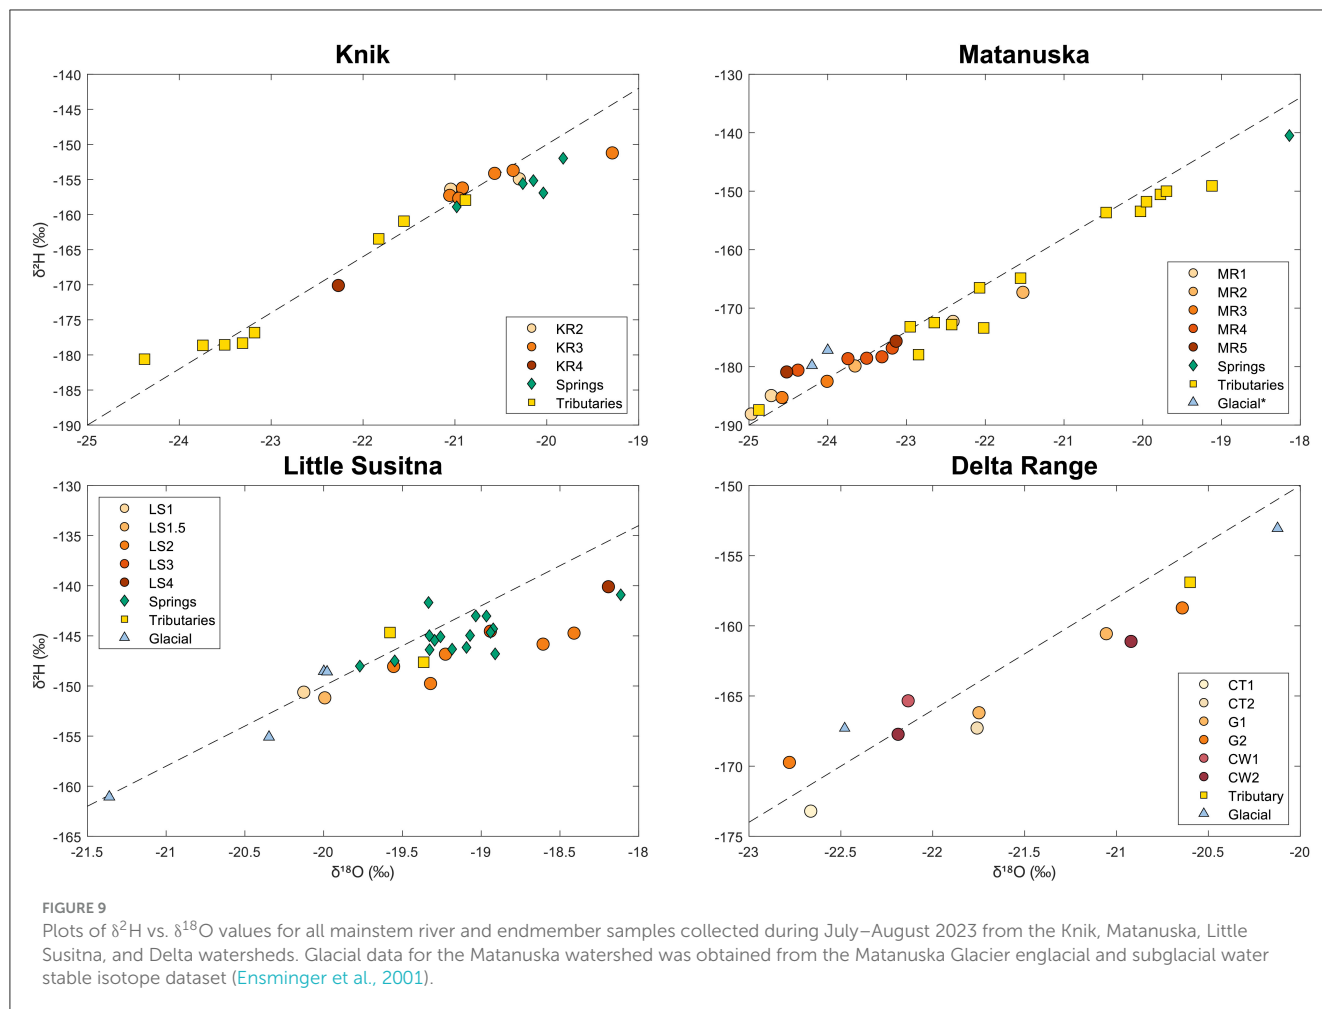 Knik
-140
-145
-150
-155
-160
-165
-170
-175
-180
-185
-190
δ²H (‰)
-25
-24
-23
-22
-21
-20
-19
KR2
KR3
KR4
Springs
Tributaries
Matanuska
-130
-140
-150
-160
-170
-180
-190
-25
-24
-23
-22
-21
-20
-19
-18
MR1
MR2
MR3
MR4
MR5
Springs
Tributaries
Glacial*
Little Susitna
-130
-135
-140
-145
-150
-155
-160
-165
δ²H (‰)
-21.5
-21
-20.5
-20
-19.5
-19
-18.5
-18
δ¹⁸O (‰)
LS1
LS1.5
LS2
LS3
LS4
Springs
Tributaries
Glacial
Delta Range
-150
-155
-160
-165
-170
-175
-23
-22.5
-22
-21.5
-21
-20.5
-20
δ¹⁸O (‰)
CT1
CT2
G1
G2
CW1
CW2
Tributary
Glacial
FIGURE 9
Plots of δ²H vs. δ¹⁸O values for all mainstem river and endmember samples collected during July–August 2023 from the Knik, Matanuska, Little
Susitna, and Delta watersheds. Glacial data for the Matanuska watershed was obtained from the Matanuska Glacier englacial and subglacial water
stable isotope dataset (Ensminger et al., 2001).